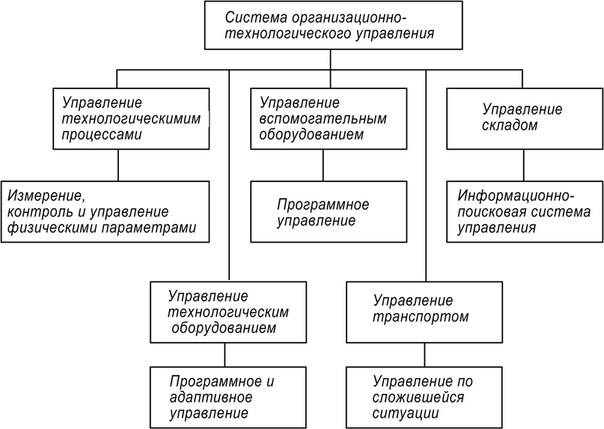 Система организационно-
технологического управления
Управление
технологическимим
процессами
Управление
вспомогательным
оборудованием
Управление
складом
Измерение,
контроль и управление
физическими параметрами
Программное
управление
Информационно-
поисковая система
управления
Управление
технологическим
оборудованием
Управление
транспортом
Программное и
адаптивное
управление
Управление по
сложившейся
ситуации